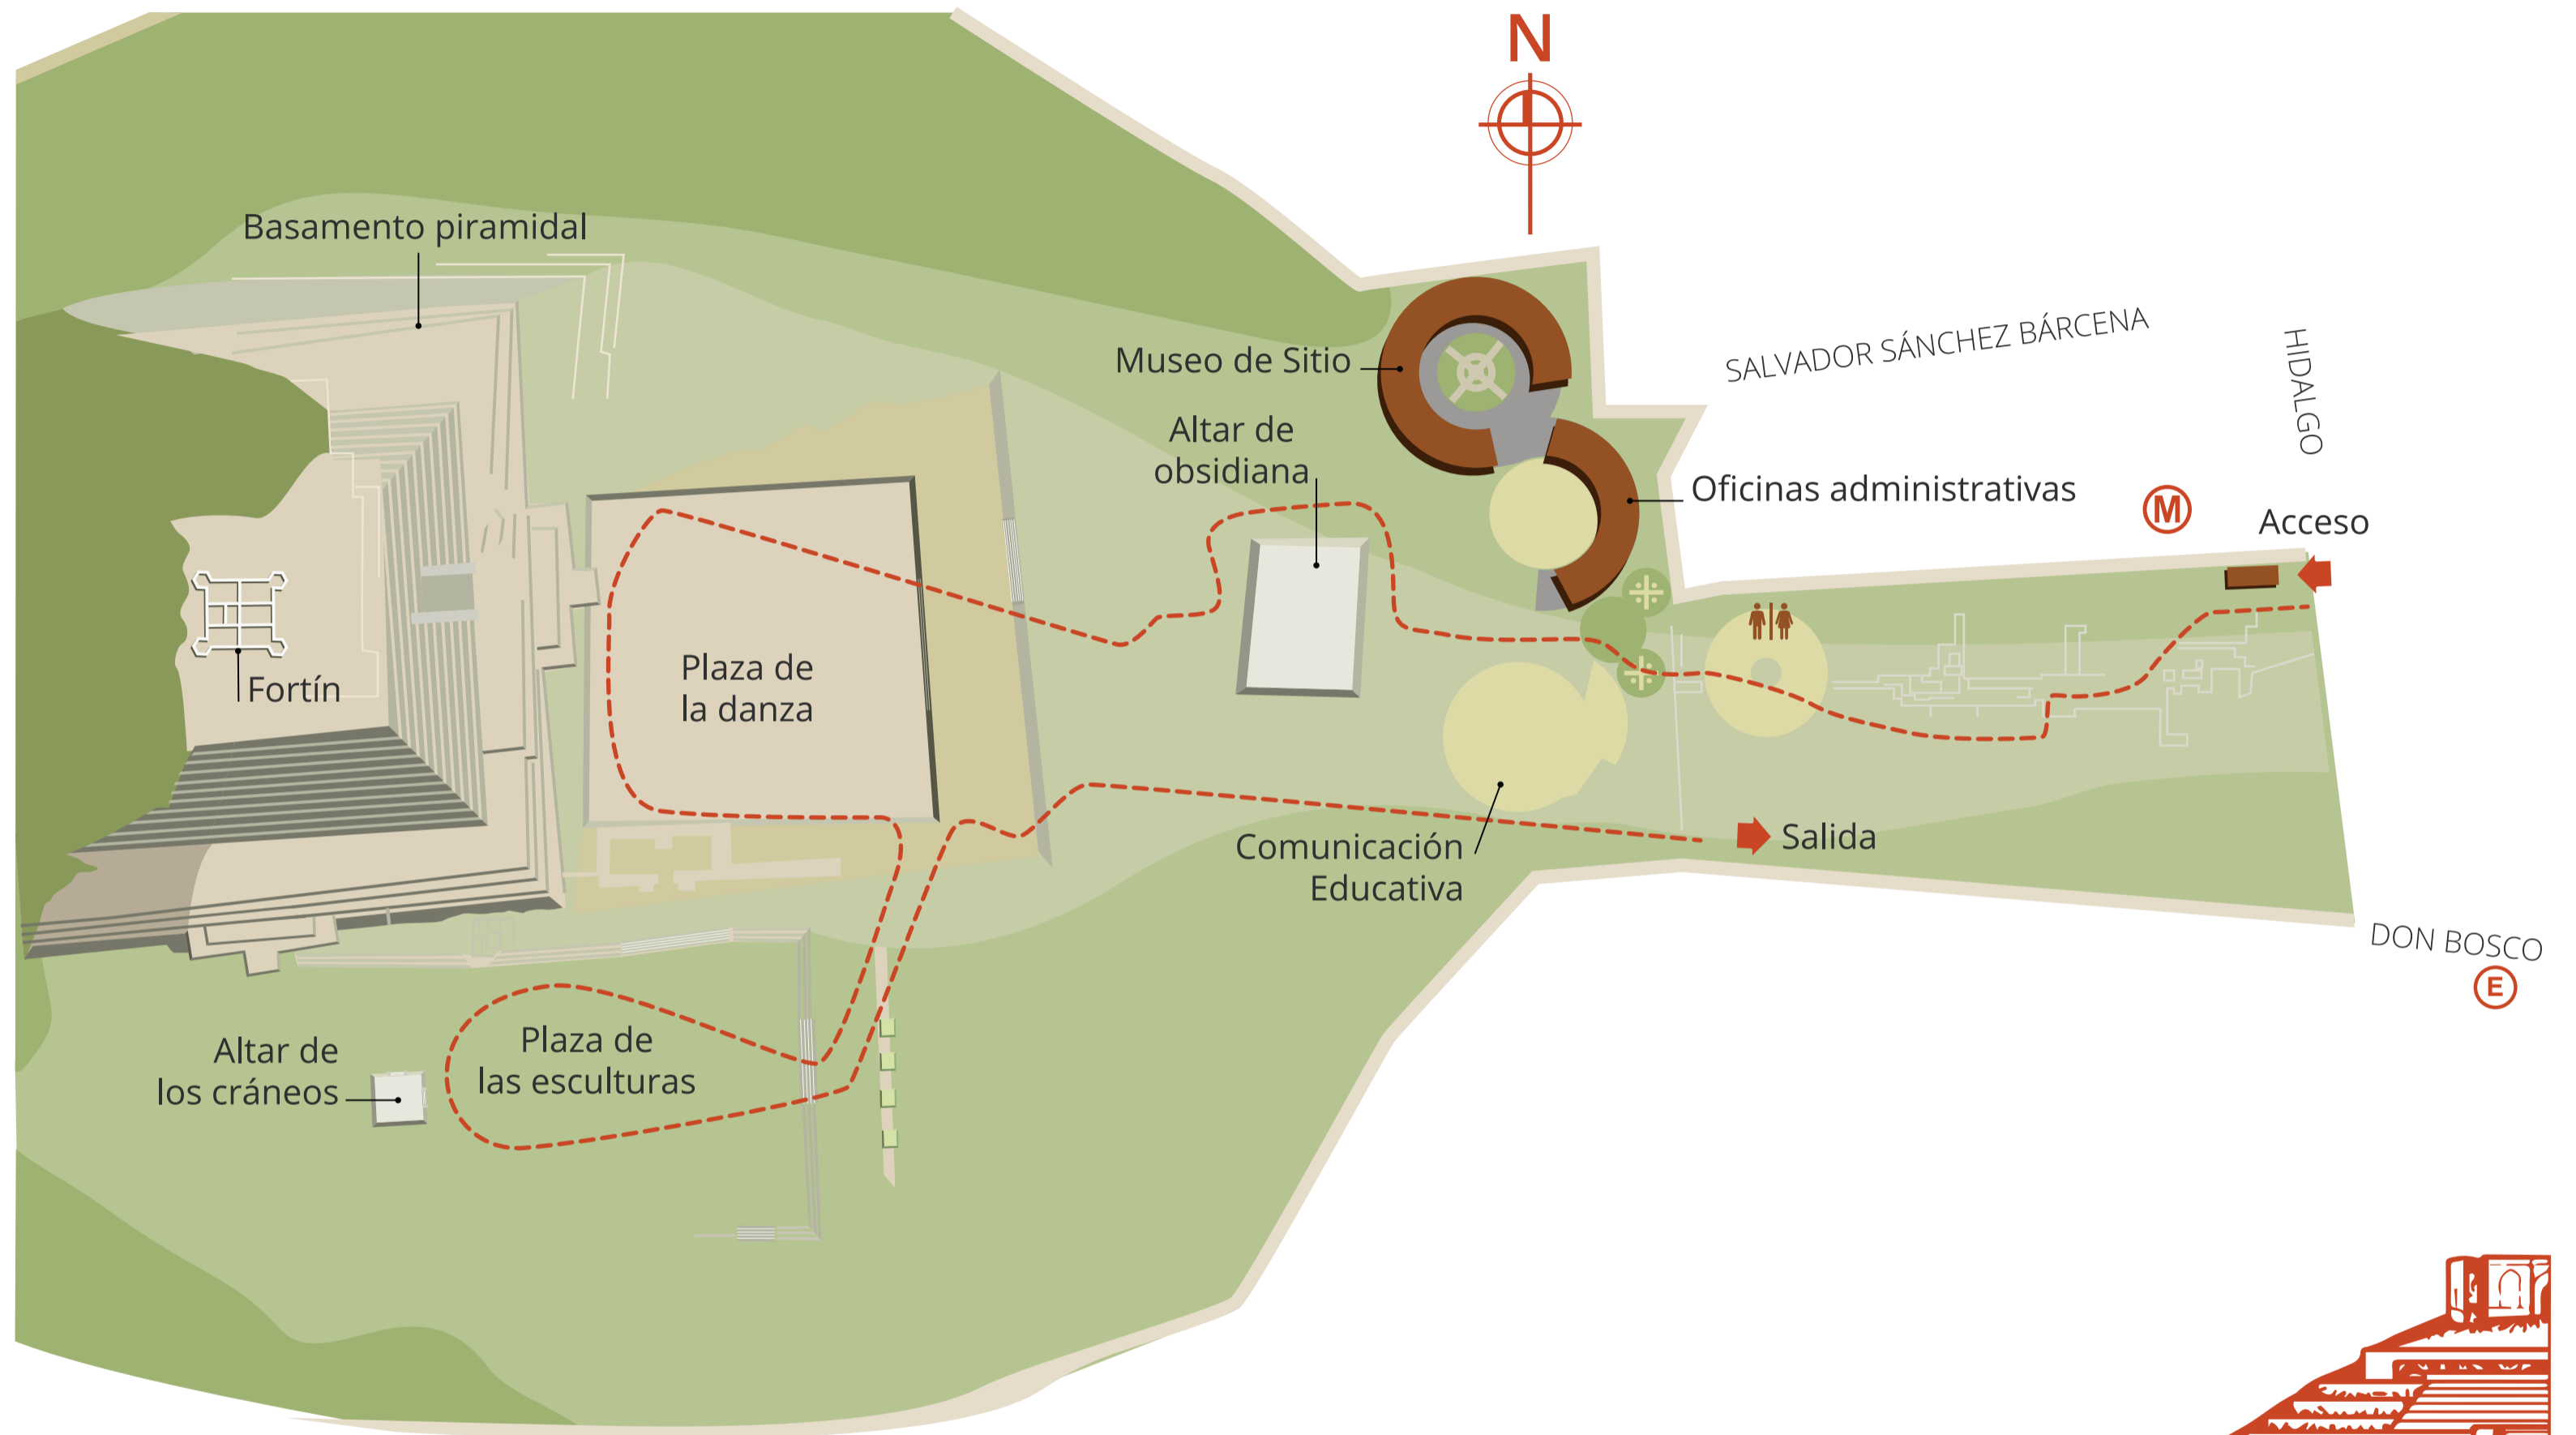 N
Basamento piramidal
SALVADOR SÁNCHEZ BÁRCENA
HIDALGO
Museo de Sitio
Altar de
obsidiana
Oficinas administrativas
M
Acceso
Plaza de
la danza
Fortín
Comunicación
Educativa
Salida
DON BOSCO
E
Altar de
los cráneos
Plaza de
las esculturas